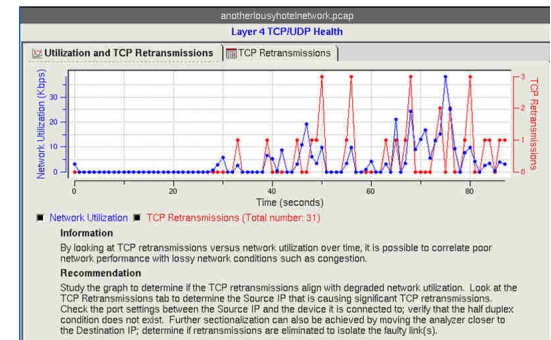 anotherlousyhotelnetwork.pcap
Layer 4 TCP/UDP Health
Utilization and TCP Retransmissions TCP Retransmissions
Network Utilization (Kbps)
30
20
10
0
3
2
1
0
TCP Retransmissions
0 20 40 60 80
Time (seconds)
Network Utilization TCP Retransmissions (Total number: 31)
Information
By looking at TCP retransmissions versus network utilization over time, it is possible to correlate poor
network performance with lossy network conditions such as congestion.
Recommendation
Study the graph to determine if the TCP retransmissions align with degraded network utilization. Look at the
TCP Retransmissions tab to determine the Source IP that is causing significant TCP retransmissions.
Check the port settings between the Source IP and the device it is connected to; verify that the half duplex
condition does not exist. Further sectionalization can also be achieved by moving the analyzer closer to
the Destination IP; determine if retransmissions are eliminated to isolate the faulty link(s).